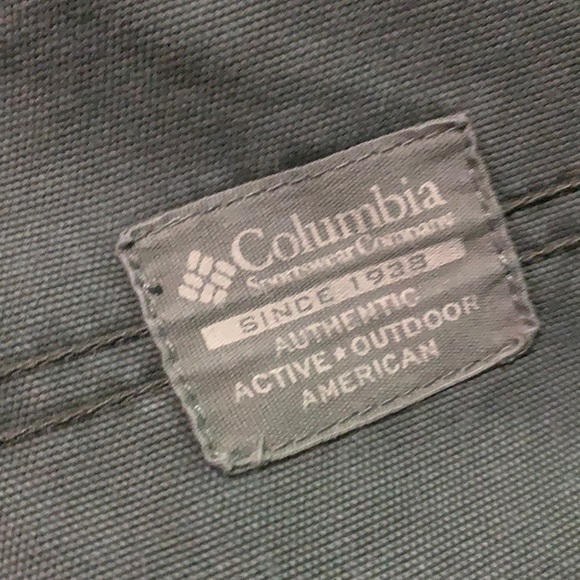 Columbia
Sportswear Company
SINCE 1938
AUTHENTIC
ACTIVE★OUTDOOR
AMERICAN